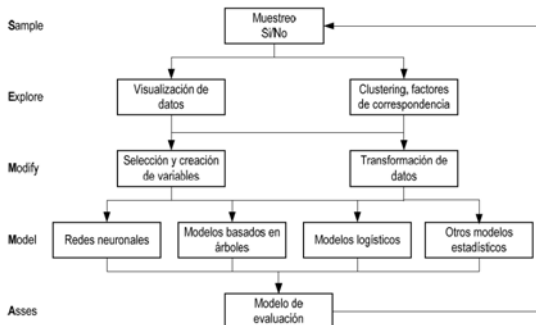 Sample
Muestreo
Si/No
Explore
Visualización de
datos
Clustering, factores
de correspondencia
Modify
Selección y creación
de variables
Transformación de
datos
Model
Redes neuronales
Modelos basados en
árboles
Modelos logísticos
Otros modelos
estadísticos
Asses
Modelo de
evaluación